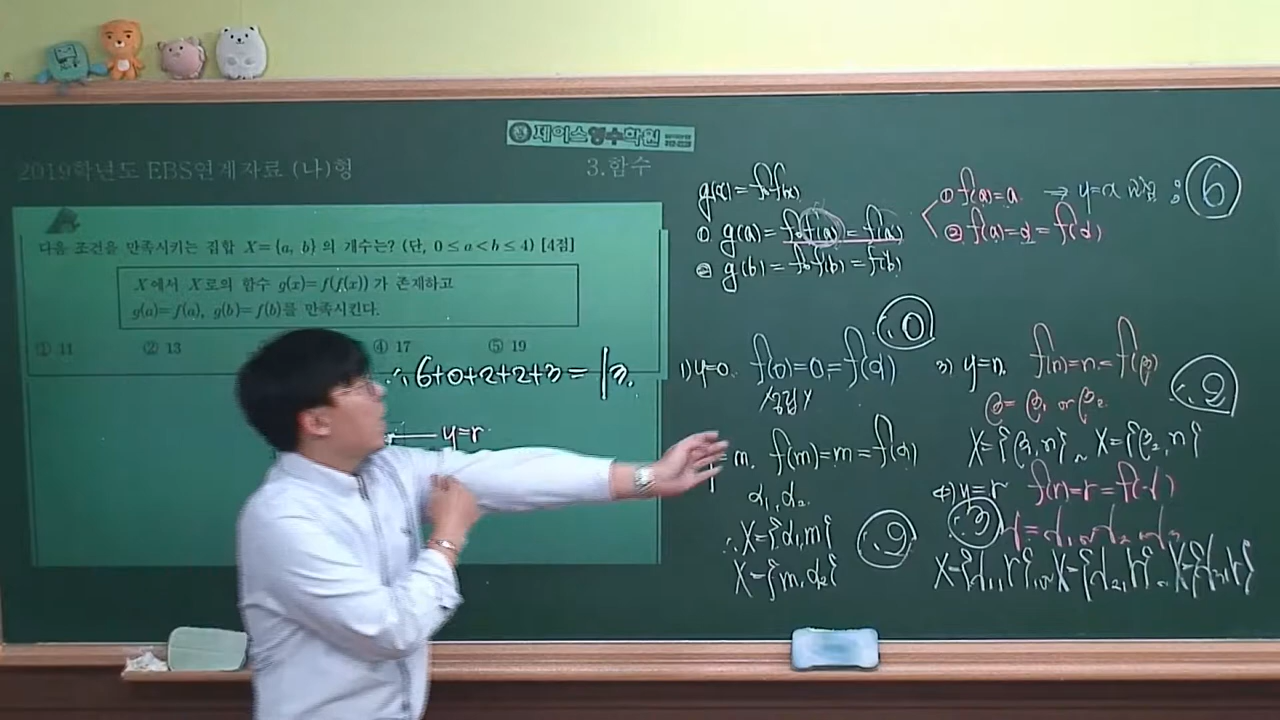 제이스영수학원
2019학년도 EBS연계자료 (나)형
3.함수
다음 조건을 만족시키는 집합 X={a, b}의 개수는? (단, 0≤a<b≤4) [4점]
X에서 X로의 함수 g(x)=f(f(x))가 존재하고
g(a)=f(a), g(b)=f(b)를 만족시킨다.
① 11 ② 13 ④ 17 ⑤ 19
∴ 6+0+2+2+3=13.
y=r
g(x)=f∘f(x)
① g(a)=f∘f(a)=f(a)
② g(b)=f∘f(b)=f(b)
① f(a)=a ⇒ y=x 교점 ; 6
② f(a)=α=f(α)
0
1) y=0. f(0)=0=f(α)
=m. f(m)=m=f(α)
α₁, α₂
∴ X={α₁,m}
X={m,α₂}
2
3) y=n. f(n)=n=f(β)
β=β₁ or β₂
2
X={β₁,n} X={β₂,n}
4) y=r f(r)=r=f(γ)
3